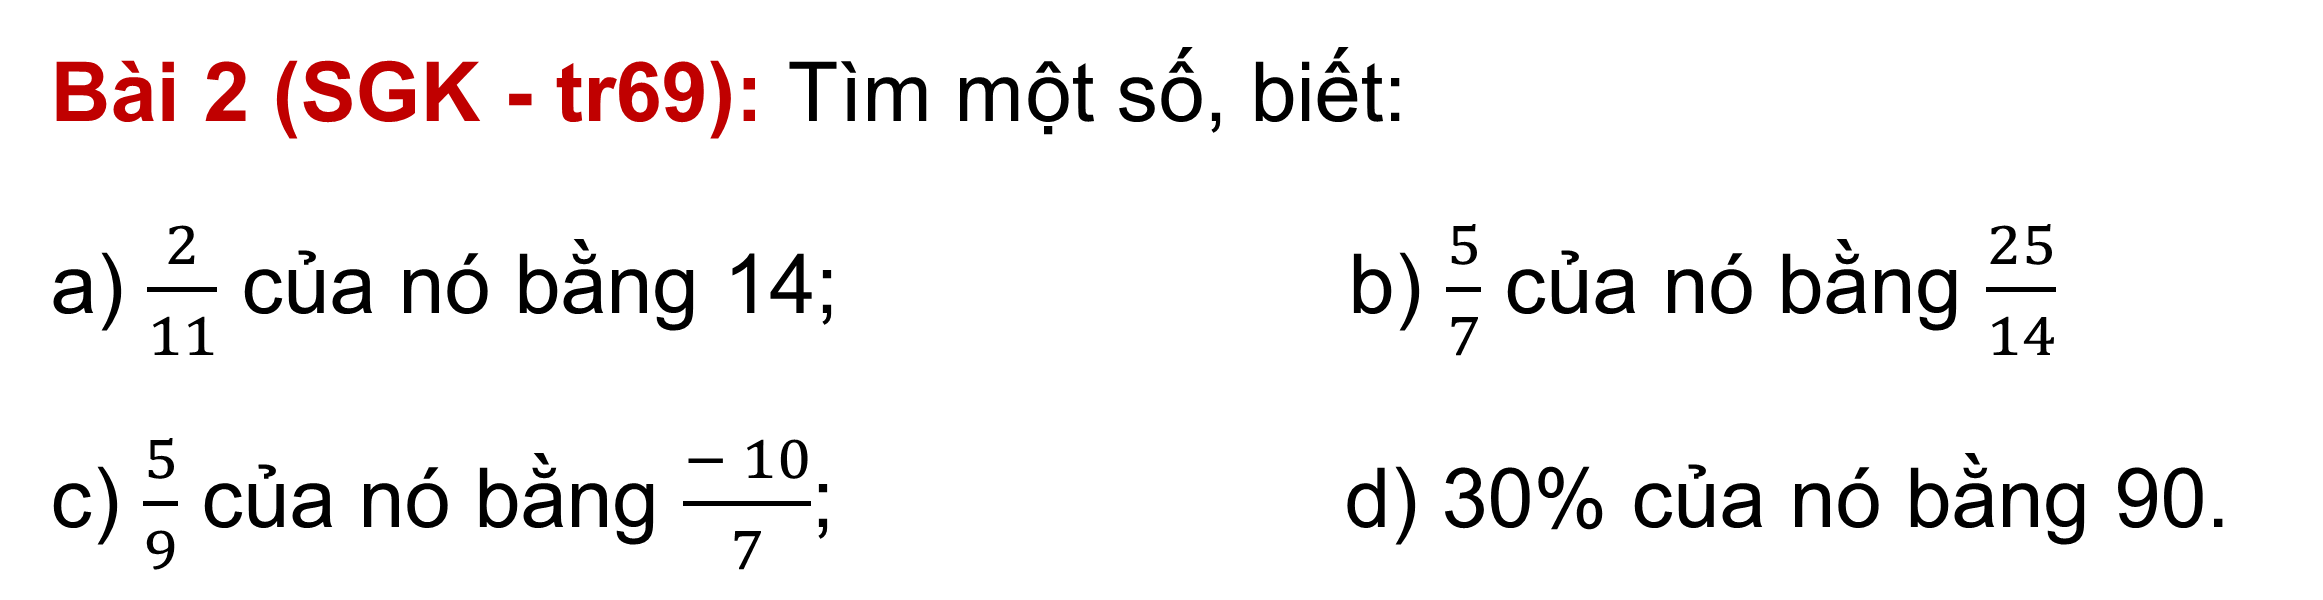 Bài 2 (SGK - tr69): Tìm một số, biết:
a) 2/11 của nó bằng 14; b) 5/7 của nó bằng 25/14
c) 5/9 của nó bằng − 10/7; d) 30% của nó bằng 90.